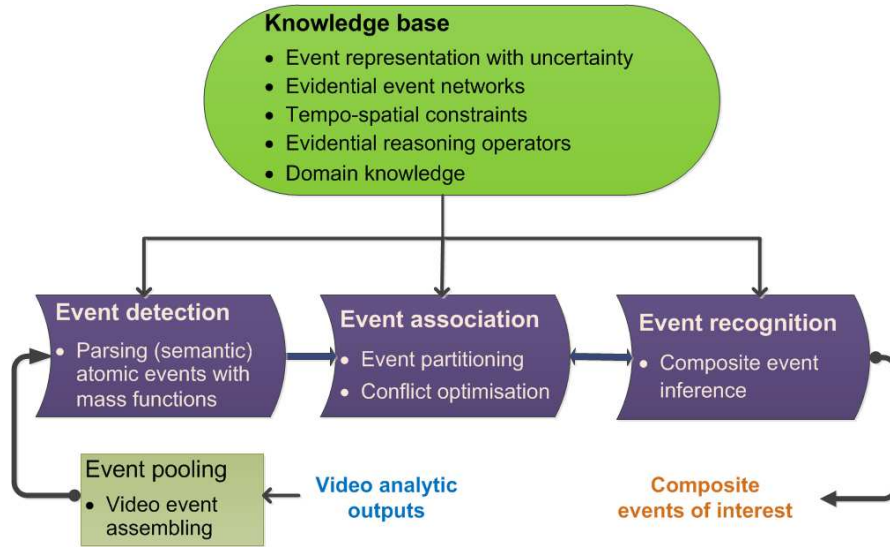 Knowledge base
• Event representation with uncertainty
• Evidential event networks
• Tempo-spatial constraints
• Evidential reasoning operators
• Domain knowledge
Event detection
• Parsing (semantic)
atomic events with
mass functions
Event association
• Event partitioning
• Conflict optimisation
Event recognition
• Composite event
inference
Event pooling
• Video event
assembling
Video analytic
outputs
Composite
events of interest